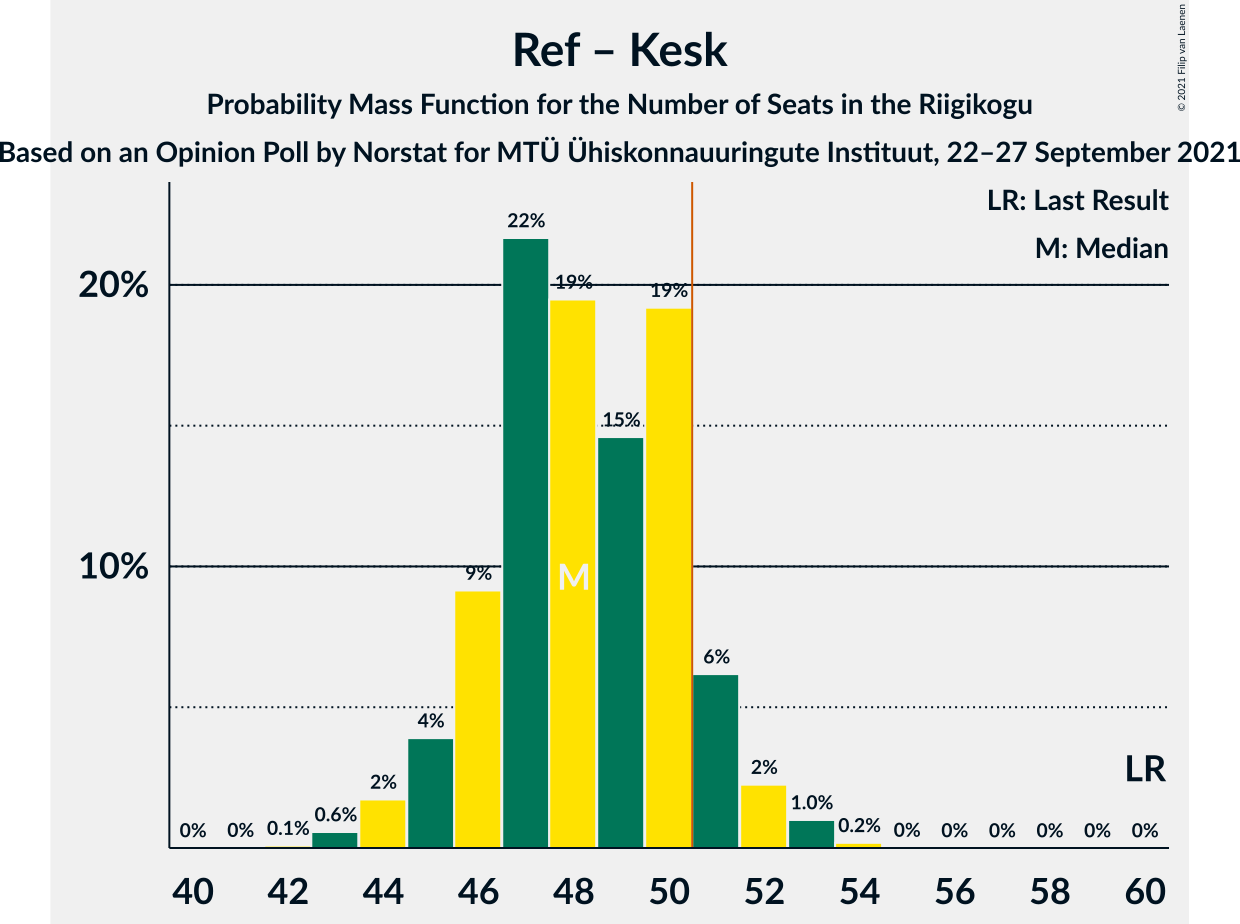 Ref – Kesk
Probability Mass Function for the Number of Seats in the Riigikogu
Based on an Opinion Poll by Norstat for MTÜ Ühiskonnauuringute Instituut, 22–27 September 2021
© 2021 Filip van Laenen
LR: Last Result
M: Median
20%
10%
0% 0% 0.1% 0.6% 2% 4% 9% 22% 19% 15% 19% 6% 2% 1.0% 0.2% 0% 0% 0% 0% 0% 0%
M
LR
40 42 44 46 48 50 52 54 56 58 60